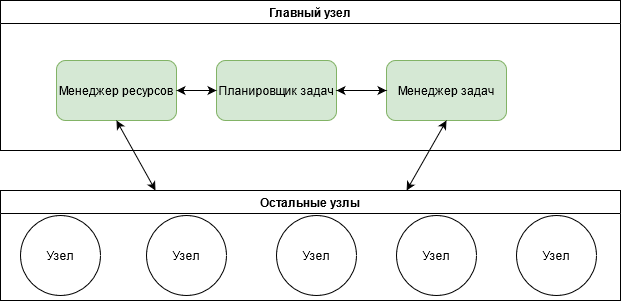 Главный узел
Менеджер ресурсов
Планировщик задач
Менеджер задач
Остальные узлы
Узел
Узел
Узел
Узел
Узел